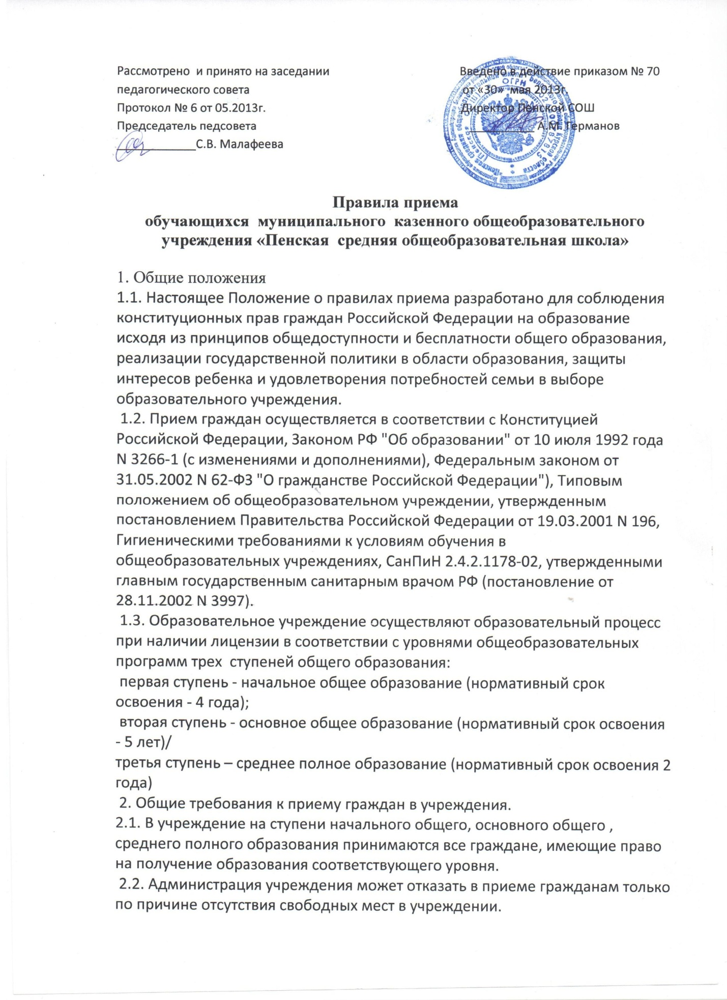 Рассмотрено и принято на заседании
педагогического совета
Протокол № 6 от 05.2013г.
Председатель педсовета
____________С.В. Малафеева
Введено в действие приказом № 70
от «30» мая 2013г.
Директор Пенской СОШ
__________ А.М. Германов
Правила приема
обучающихся муниципального казенного общеобразовательного
учреждения «Пенская средняя общеобразовательная школа»
1. Общие положения
1.1. Настоящее Положение о правилах приема разработано для соблюдения
конституционных прав граждан Российской Федерации на образование
исходя из принципов общедоступности и бесплатности общего образования,
реализации государственной политики в области образования, защиты
интересов ребенка и удовлетворения потребностей семьи в выборе
образовательного учреждения.
1.2. Прием граждан осуществляется в соответствии с Конституцией
Российской Федерации, Законом РФ "Об образовании" от 10 июля 1992 года
N 3266-1 (с изменениями и дополнениями), Федеральным законом от
31.05.2002 N 62-ФЗ "О гражданстве Российской Федерации"), Типовым
положением об общеобразовательном учреждении, утвержденным
постановлением Правительства Российской Федерации от 19.03.2001 N 196,
Гигиеническими требованиями к условиям обучения в
общеобразовательных учреждениях, СанПиН 2.4.2.1178-02, утвержденными
главным государственным санитарным врачом РФ (постановление от
28.11.2002 N 3997).
1.3. Образовательное учреждение осуществляют образовательный процесс
при наличии лицензии в соответствии с уровнями общеобразовательных
программ трех ступеней общего образования:
первая ступень - начальное общее образование (нормативный срок
освоения - 4 года);
вторая ступень - основное общее образование (нормативный срок освоения
- 5 лет)/
третья ступень – среднее полное образование (нормативный срок освоения 2
года)
2. Общие требования к приему граждан в учреждения.
2.1. В учреждение на ступени начального общего, основного общего ,
среднего полного образования принимаются все граждане, имеющие право
на получение образования соответствующего уровня.
2.2. Администрация учреждения может отказать в приеме гражданам только
по причине отсутствия свободных мест в учреждении.